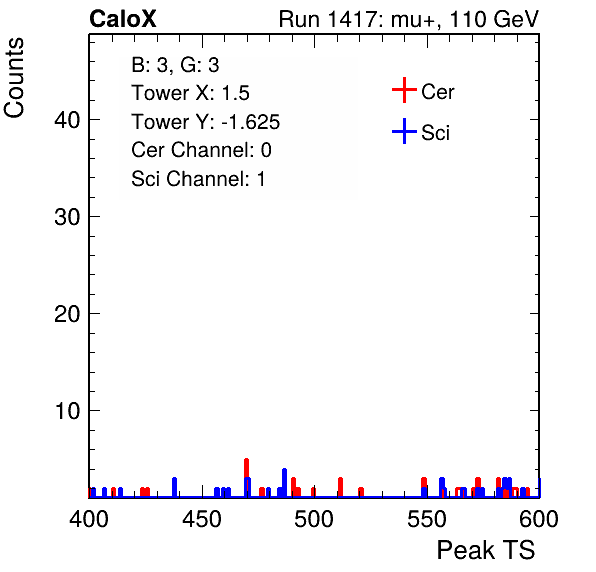 CaloX Run 1417: mu+, 110 GeV
Counts
B: 3, G: 3
Tower X: 1.5
Tower Y: -1.625
Cer Channel: 0
Sci Channel: 1
Cer
Sci
40
30
20
10
400 450 500 550 600
Peak TS